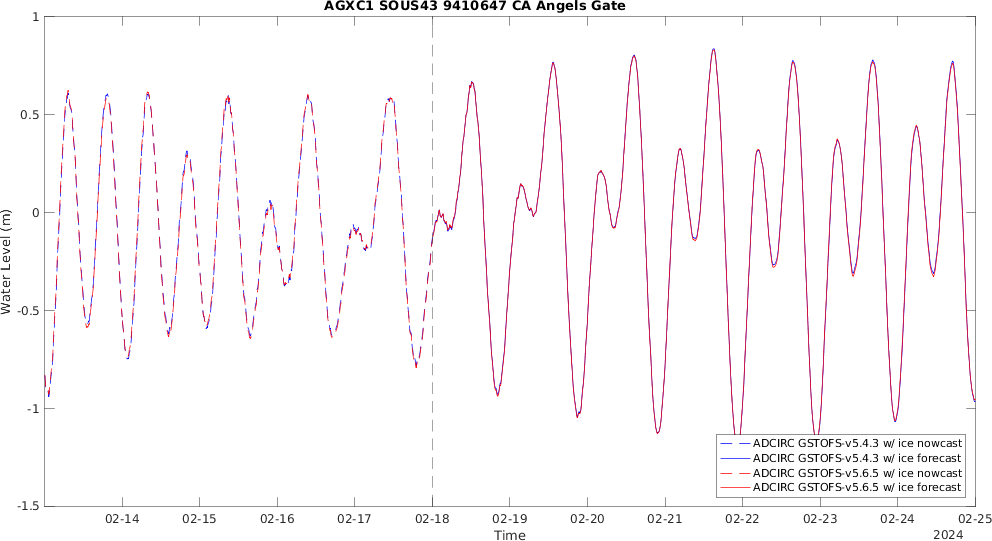 AGXC1 SOUS43 9410647 CA Angels Gate
1
0.5
0
-0.5
-1
-1.5
Water Level (m)
ADCIRC GSTOFS-v5.4.3 w/ ice nowcast
ADCIRC GSTOFS-v5.4.3 w/ ice forecast
ADCIRC GSTOFS-v5.6.5 w/ ice nowcast
ADCIRC GSTOFS-v5.6.5 w/ ice forecast
02-14 02-15 02-16 02-17 02-18 02-19 02-20 02-21 02-22 02-23 02-24 02-25
Time
2024